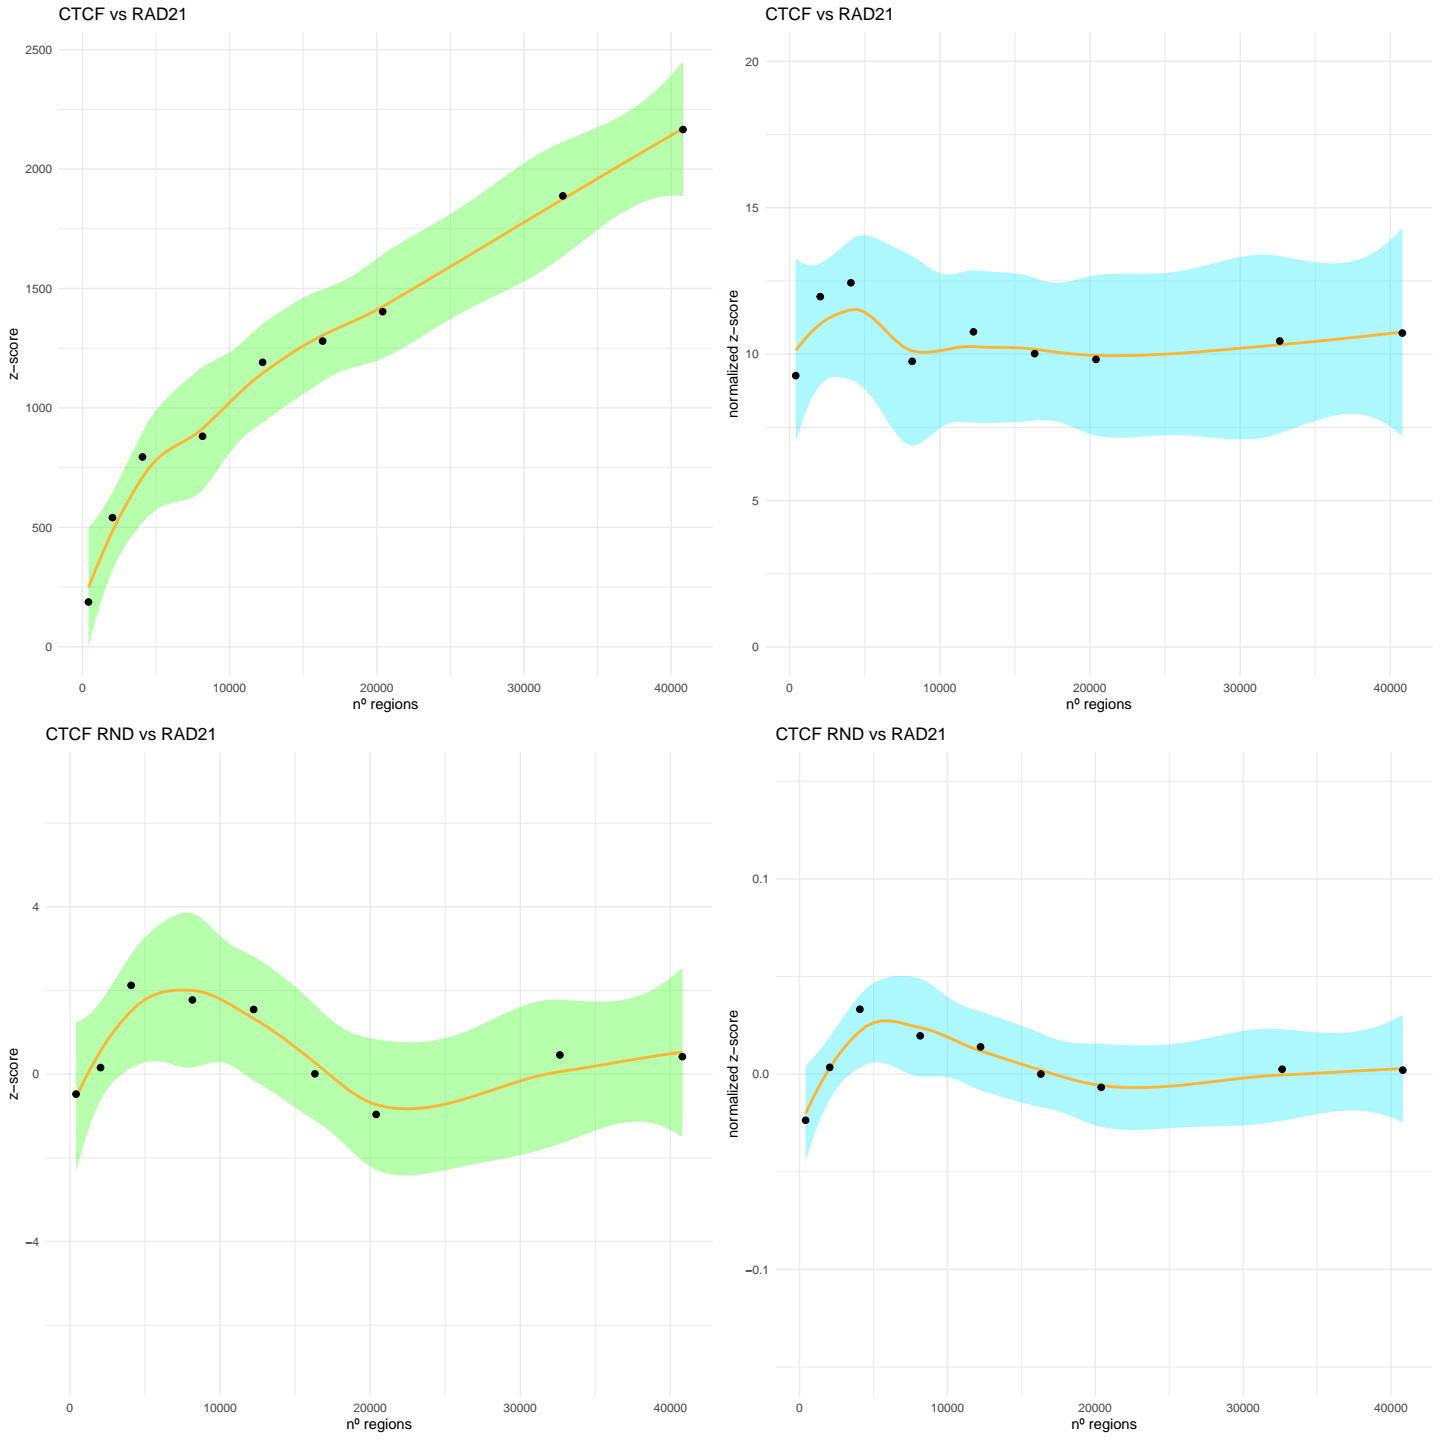 CTCF vs RAD21
2500
2000
1500
1000
500
0
z−score
0 10000 20000 30000 40000
nº regions
CTCF vs RAD21
20
15
10
5
0
normalized z−score
0 10000 20000 30000 40000
nº regions
CTCF RND vs RAD21
4
0
−4
z−score
0 10000 20000 30000 40000
nº regions
CTCF RND vs RAD21
0.1
0.0
−0.1
normalized z−score
0 10000 20000 30000 40000
nº regions